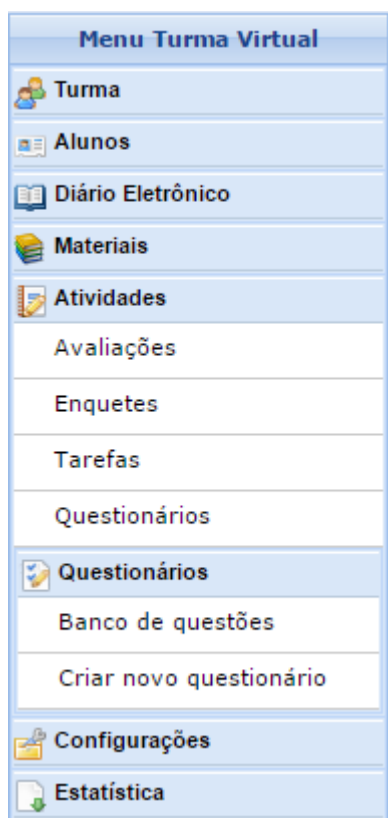 Menu Turma Virtual
Turma
Alunos
Diário Eletrônico
Materiais
Atividades
Avaliações
Enquetes
Tarefas
Questionários
Questionários
Banco de questões
Criar novo questionário
Configurações
Estatística